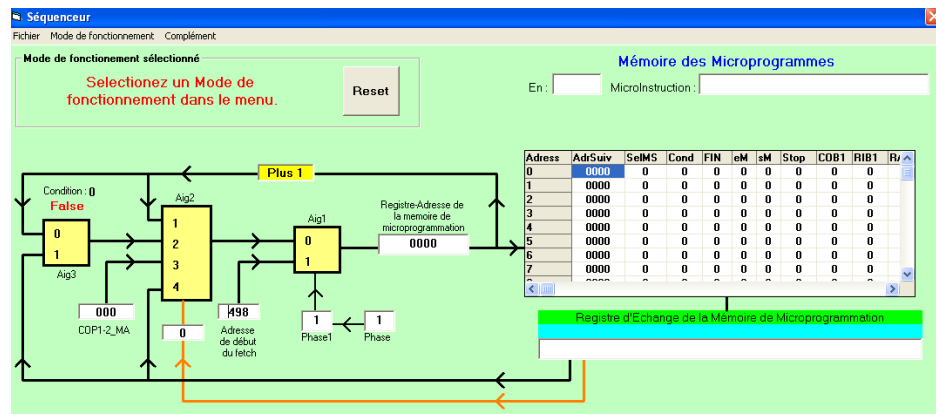 Séquenceur
Fichier Mode de fonctionnement Complément
Mode de fonctionement sélectionné
Selectionez un Mode de
fonctionnement dans le menu.
Reset
Mémoire des Microprogrammes
En :
MicroInstruction :
Plus 1
Condition : 0
False
0
1
Aig3
Aig2
1
2
3
4
Aig1
0
1
Registre-Adresse de
la memoire de
microprogrammation
0000
000
COP1-2_MA
0
498
Adresse
de début
du fetch
1
Phase1
1
Phase
Adress AdrSuiv SelMS Cond FIN eM sM Stop COB1 RIB1 R/
0 0000 0 0 0 0 0 0 0 0
1 0000 0 0 0 0 0 0 0 0
2 0000 0 0 0 0 0 0 0 0
3 0000 0 0 0 0 0 0 0 0
4 0000 0 0 0 0 0 0 0 0
5 0000 0 0 0 0 0 0 0 0
6 0000 0 0 0 0 0 0 0 0
7 0000 0 0 0 0 0 0 0 0
Registre d'Echange de la Mémoire de Microprogrammation